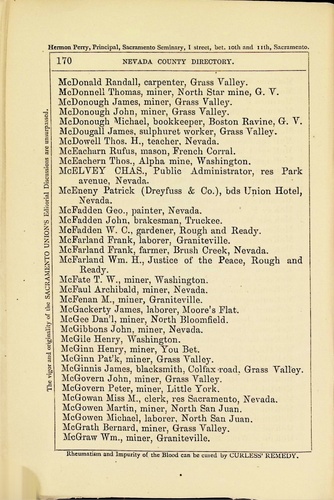 Hermon Perry, Principal, Sacramento Seminary, I street, bet. 10th and 11th, Sacramento.
170 NEVADA COUNTY DIRECTORY.
McDonald Randall, carpenter, Grass Valley.
McDonnell Thomas, miner, North Star mine, G. V.
McDonough James, miner, Grass Valley.
McDonough John, miner, Grass Valley.
McDonough Michael, bookkeeper, Boston Ravine, G. V.
McDougall James, sulphuret worker, Grass Valley.
McDowell Thos. H., teacher, Nevada.
McEacharn Rufus, mason, French Corral.
McEachern Thos., Alpha mine, Washington.
McELVEY CHAS., Public Administrator, res Park
avenue, Nevada.
McEneny Patrick (Dreyfuss & Co.), bds Union Hotel,
Nevada.
McFadden Geo., painter, Nevada.
McFadden John, brakesman, Truckee.
McFadden W. C., gardener, Rough and Ready.
McFarland Frank, laborer, Graniteville.
McFarland Frank, farmer, Brush Creek, Nevada.
McFarland Wm. H., Justice of the Peace, Rough and
Ready.
McFate T. W., miner, Washington.
McFaul Archibald, miner, Nevada.
McFenan M., miner, Graniteville.
McGackerty James, laborer, Moore's Flat.
McGee Dan'l, miner, North Bloomfield.
McGibbons John, miner, Nevada.
McGile Henry, Washington.
McGinn Henry, miner, You Bet.
McGinn Pat'k, miner, Grass Valley.
McGinnis James, blacksmith, Colfax road, Grass Valley.
McGovern John, miner, Grass Valley.
McGovern Peter, miner, Little York.
McGowan Miss M., clerk, res Sacramento, Nevada.
McGowen Martin, miner, North San Juan.
McGowen Michael, laborer, North San Juan.
McGrath Bernard, miner, Grass Valley.
McGraw Wm., miner, Graniteville.
Rheumatism and Impurity of the Blood can be cured by CURLESS' REMEDY.
The vigor and originality of the SACRAMENTO UNION'S Editorial Discussions are unsurpassed.